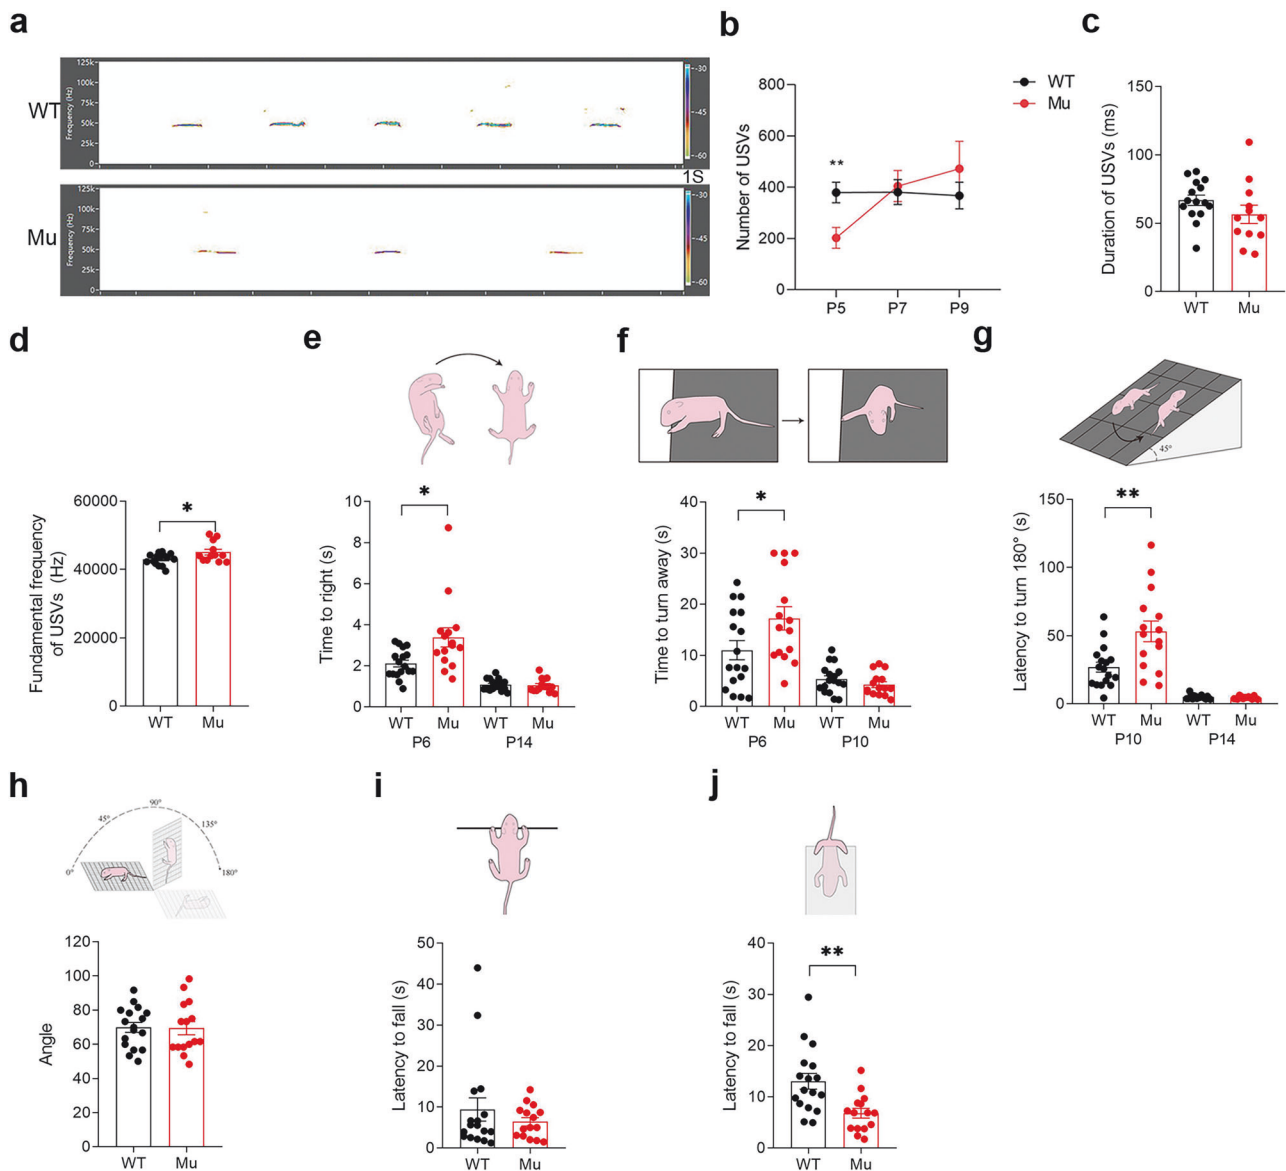 a
WT
Frequency (Hz)
125k
100k
75k
50k
25k
0
-30
-45
-60
1S
Mu
Frequency (Hz)
125k
100k
75k
50k
25k
0
-30
-45
-60
b
WT
Mu
Number of USVs
800
600
400
200
0
**
P5 P7 P9
c
Duration of USVs (ms)
150
100
50
0
WT Mu
d
Fundamental frequency
of USVs (Hz)
60000
40000
20000
0
*
WT Mu
e
Time to right (s)
10
8
6
4
2
0
*
WT Mu WT Mu
P6 P14
f
Time to turn away (s)
40
30
20
10
0
*
WT Mu WT Mu
P6 P10
g
45°
Latency to turn 180° (s)
150
100
50
0
**
WT Mu WT Mu
P10 P14
h
0°
45°
90°
135°
180°
Angle
120
100
80
60
40
20
0
WT Mu
i
Latency to fall (s)
50
40
30
20
10
0
WT Mu
j
Latency to fall (s)
40
30
20
10
0
**
WT Mu